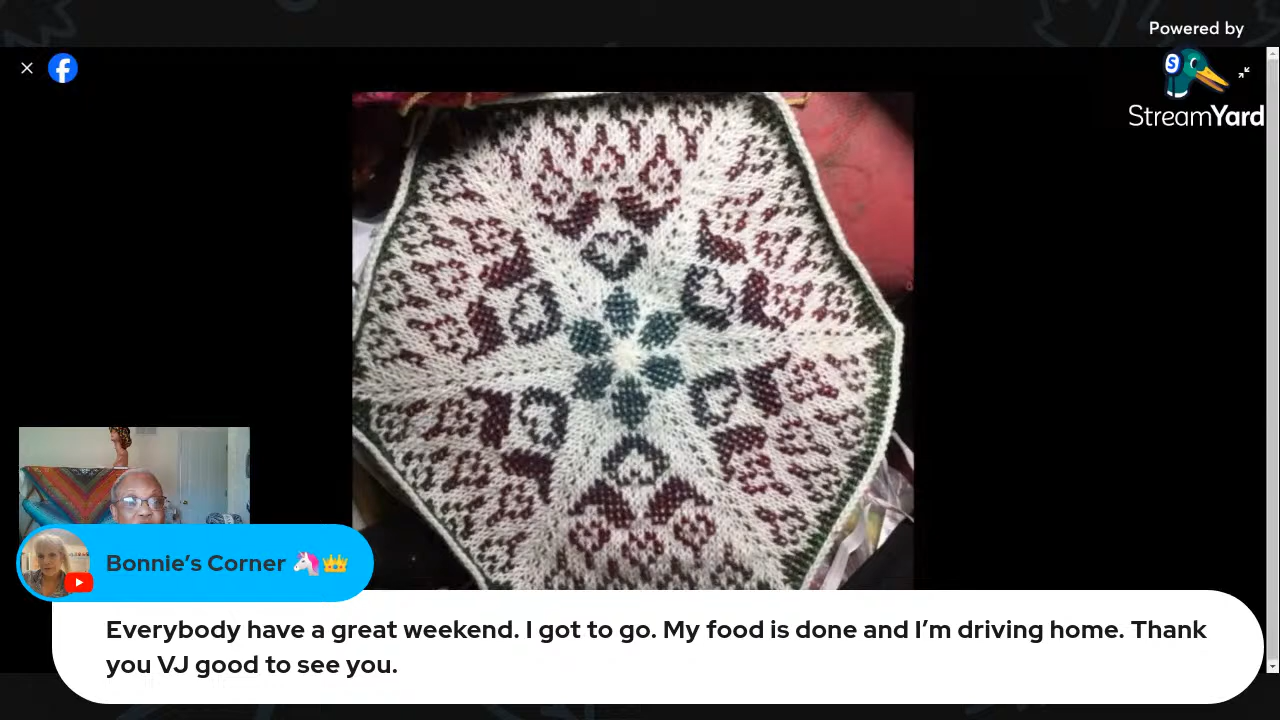 Powered by
StreamYard
Bonnie’s Corner 🦄👑
Everybody have a great weekend. I got to go. My food is done and I’m driving home. Thank
you VJ good to see you.